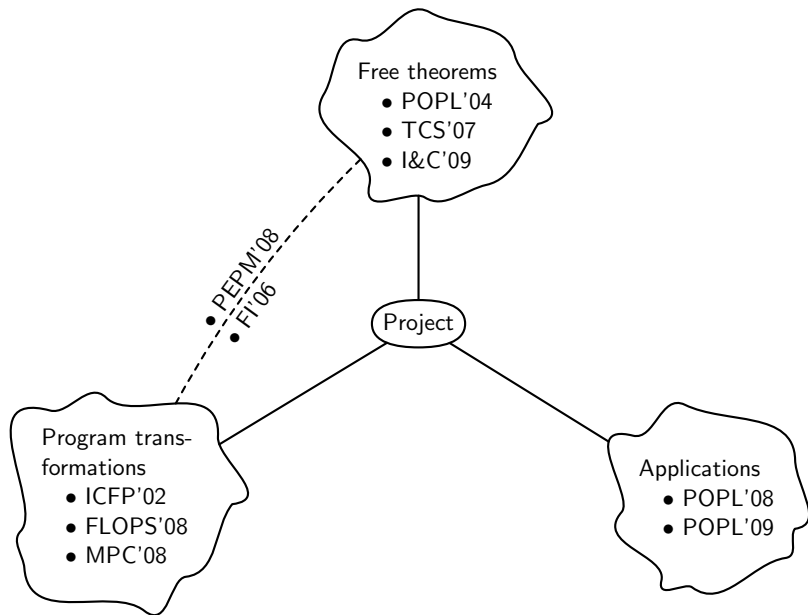 Free theorems
• POPL'04
• TCS'07
• I&C'09
• PEPM'08
• FI'06
Project
Program trans-
formations
• ICFP'02
• FLOPS'08
• MPC'08
Applications
• POPL'08
• POPL'09